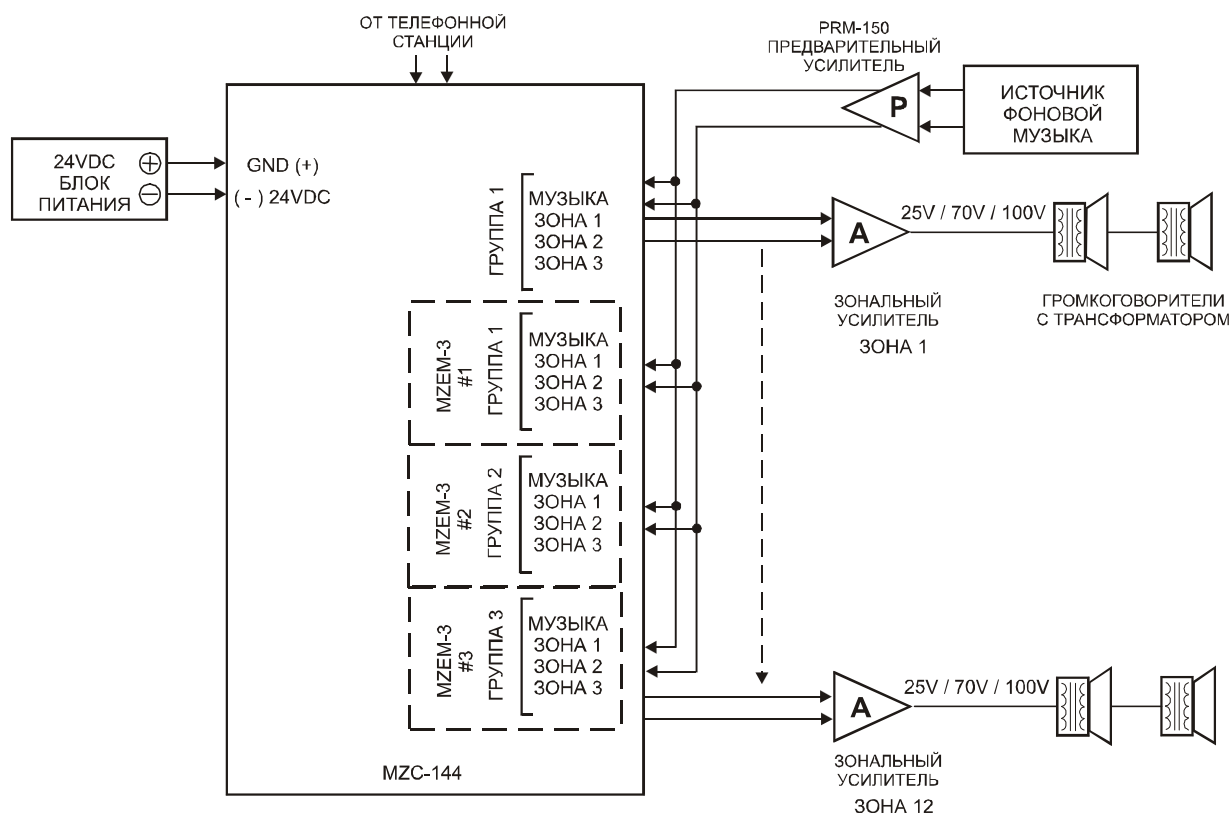 ОТ ТЕЛЕФОННОЙ
СТАНЦИИ
PRM-150
ПРЕДВАРИТЕЛЬНЫЙ
УСИЛИТЕЛЬ
P
ИСТОЧНИК
ФОНОВОЙ
МУЗЫКА
24VDC
БЛОК
ПИТАНИЯ
GND (+)
( - ) 24VDC
ГРУППА 1
МУЗЫКА
ЗОНА 1
ЗОНА 2
ЗОНА 3
A
25V / 70V / 100V
ЗОНАЛЬНЫЙ
УСИЛИТЕЛЬ
ЗОНА 1
ГРОМКОГОВОРИТЕЛИ
С ТРАНСФОРМАТОРОМ
MZEM-3
#1
ГРУППА 1
МУЗЫКА
ЗОНА 1
ЗОНА 2
ЗОНА 3
MZEM-3
#2
ГРУППА 2
МУЗЫКА
ЗОНА 1
ЗОНА 2
ЗОНА 3
MZEM-3
#3
ГРУППА 3
МУЗЫКА
ЗОНА 1
ЗОНА 2
ЗОНА 3
A
25V / 70V / 100V
ЗОНАЛЬНЫЙ
УСИЛИТЕЛЬ
ЗОНА 12
MZC-144